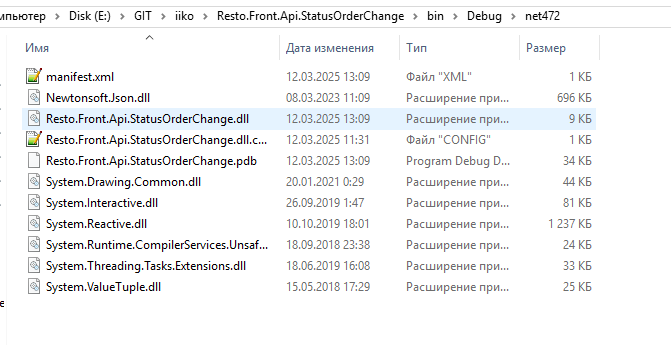 мпьютер > Disk (E:) > GIT > iiko > Resto.Front.Api.StatusOrderChange > bin > Debug > net472
Имя Дата изменения Тип Размер
manifest.xml 12.03.2025 13:09 Файл "XML" 1 КБ
Newtonsoft.Json.dll 08.03.2023 11:09 Расширение при... 696 КБ
Resto.Front.Api.StatusOrderChange.dll 12.03.2025 13:09 Расширение при... 9 КБ
Resto.Front.Api.StatusOrderChange.dll.c... 12.03.2025 11:31 Файл "CONFIG" 1 КБ
Resto.Front.Api.StatusOrderChange.pdb 12.03.2025 13:09 Program Debug D... 34 КБ
System.Drawing.Common.dll 20.01.2021 0:29 Расширение при... 44 КБ
System.Interactive.dll 26.09.2019 1:47 Расширение при... 81 КБ
System.Reactive.dll 10.10.2019 18:01 Расширение при... 1 237 КБ
System.Runtime.CompilerServices.Unsaf... 18.09.2018 23:38 Расширение при... 24 КБ
System.Threading.Tasks.Extensions.dll 18.06.2019 16:08 Расширение при... 33 КБ
System.ValueTuple.dll 15.05.2018 17:29 Расширение при... 25 КБ